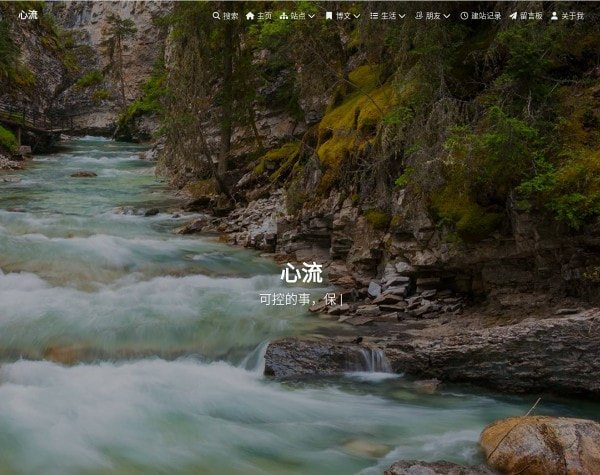 心流
搜索 主页 站点 博文 生活 朋友 建站记录 留言板 关于我
心流
可控的事，保 |